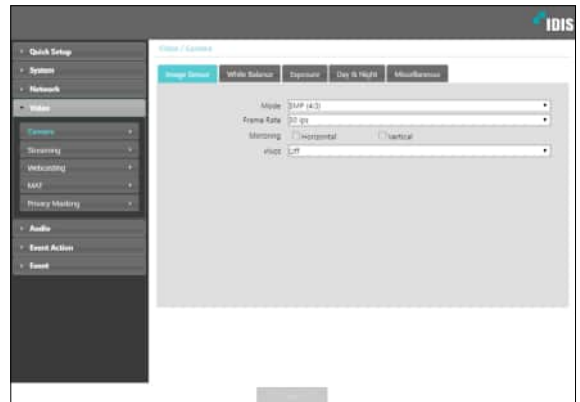 IDIS
Quick Setup
System
Network
Video
Camera
Streaming
Webcasting
MAT
Privacy Masking
Audio
Event Action
Event
Video / Camera
Image Sensor White Balance Exposure Day & Night Miscellaneous
Mode 3MP (4:3)
Frame Rate 30 ips
Mirroring Horizontal Vertical
Off